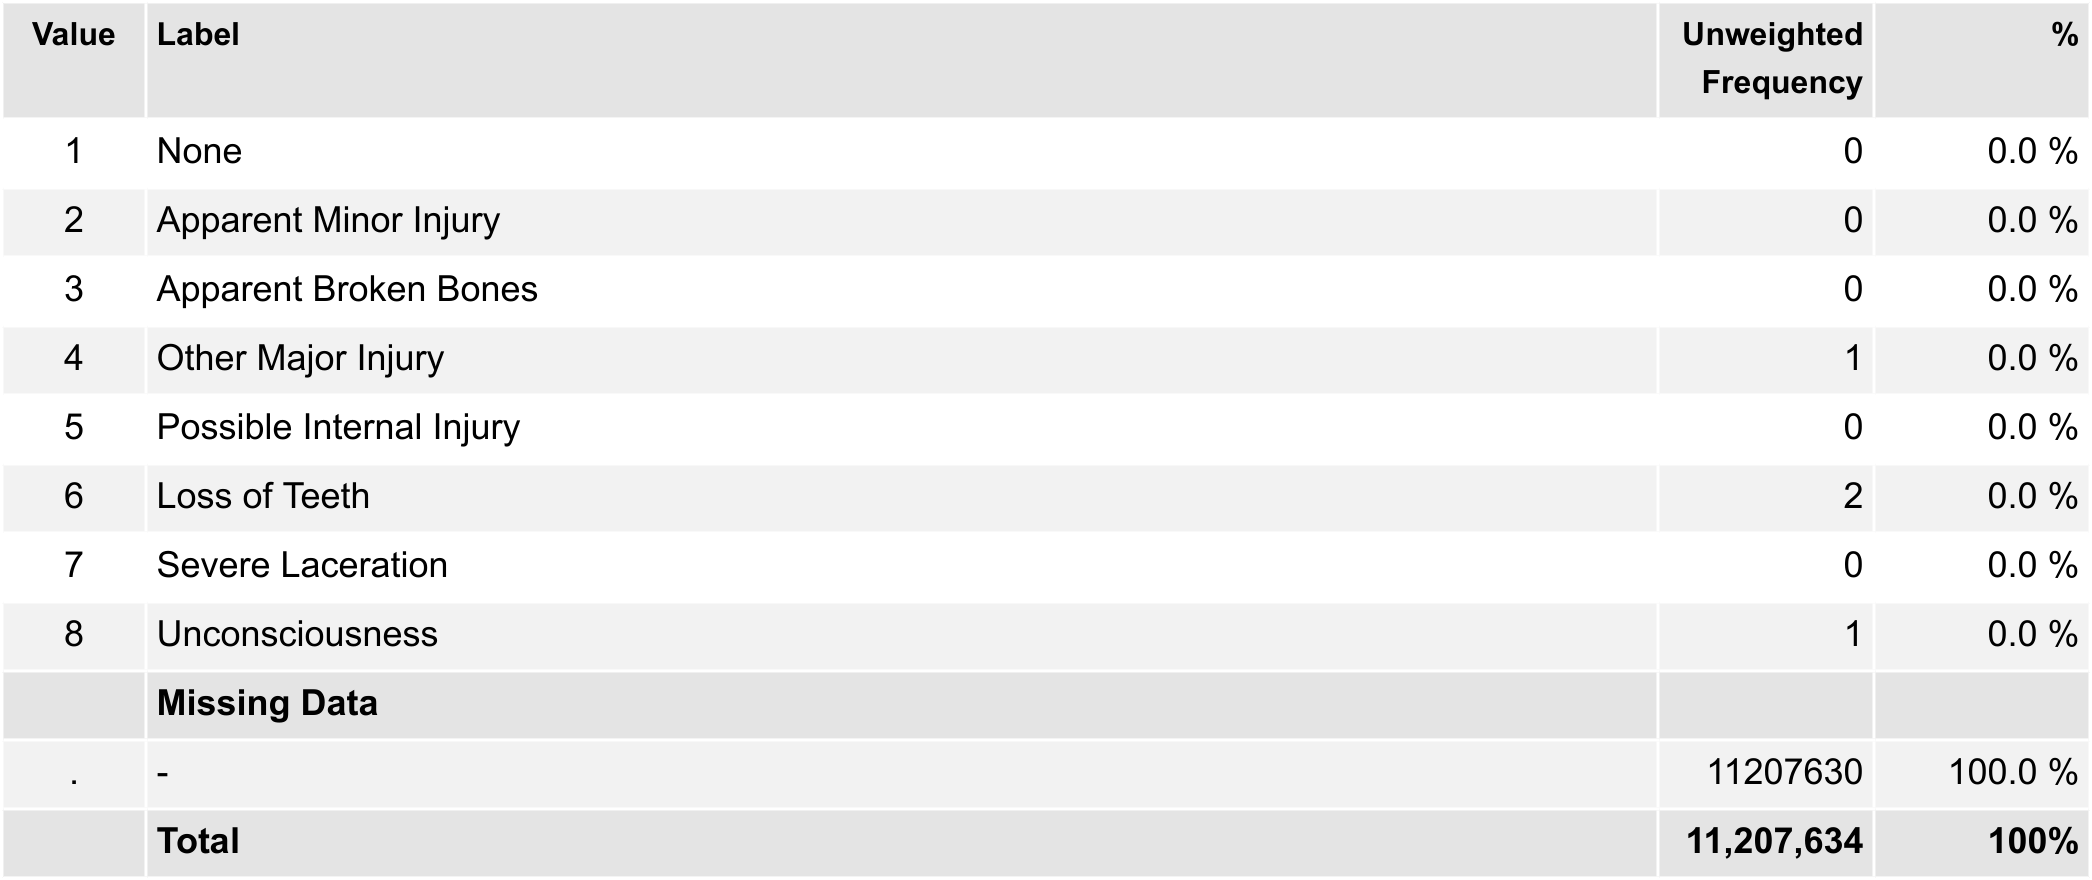 Value Label Unweighted Frequency %
1 None 0 0.0 %
2 Apparent Minor Injury 0 0.0 %
3 Apparent Broken Bones 0 0.0 %
4 Other Major Injury 1 0.0 %
5 Possible Internal Injury 0 0.0 %
6 Loss of Teeth 2 0.0 %
7 Severe Laceration 0 0.0 %
8 Unconsciousness 1 0.0 %
Missing Data
. - 11207630 100.0 %
Total 11,207,634 100%